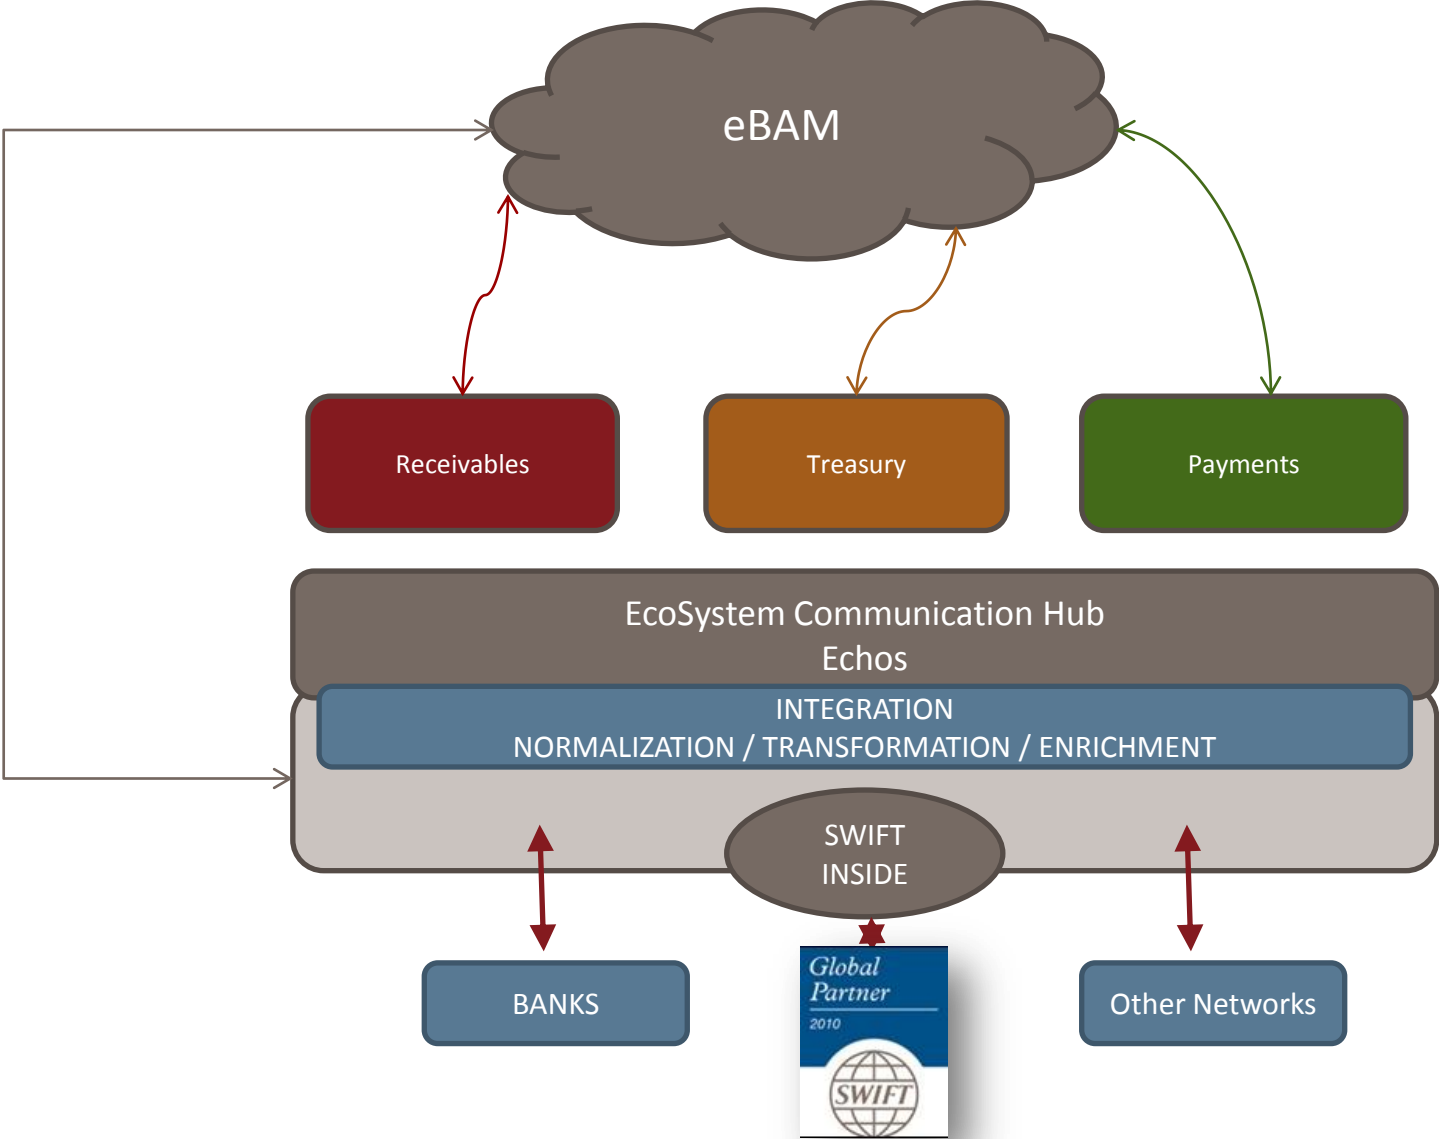 eBAM
Receivables
Treasury
Payments
EcoSystem Communication Hub
Echos
INTEGRATION
NORMALIZATION / TRANSFORMATION / ENRICHMENT
SWIFT
INSIDE
BANKS
Global
Partner
2010
SWIFT
Other Networks